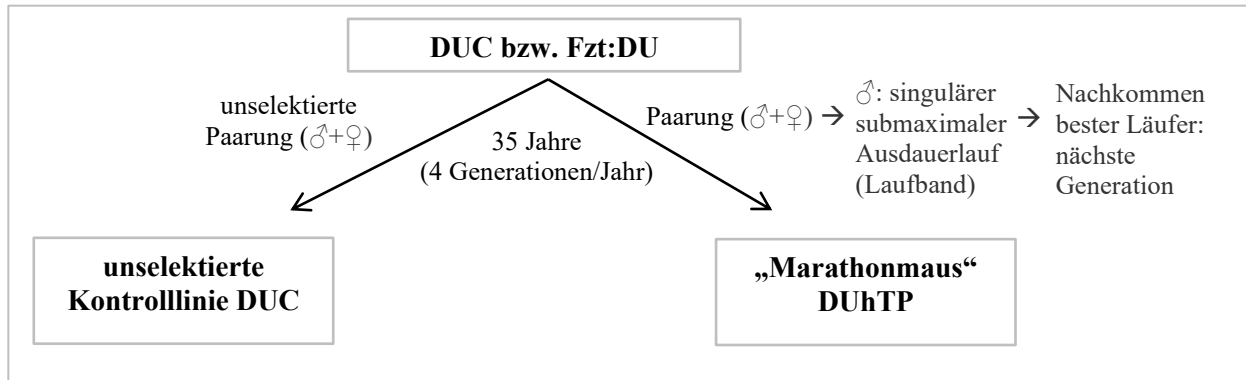 DUC bzw. Fzt:DU
unselektierte
Paarung (♂+♀)
35 Jahre
(4 Generationen/Jahr)
Paarung (♂+♀) → ♂: singulärer
submaximaler
Ausdauerlauf
(Laufband)
→ Nachkommen
bester Läufer:
nächste
Generation
unselektierte
Kontrolllinie DUC
„Marathonmaus“
DUhTP